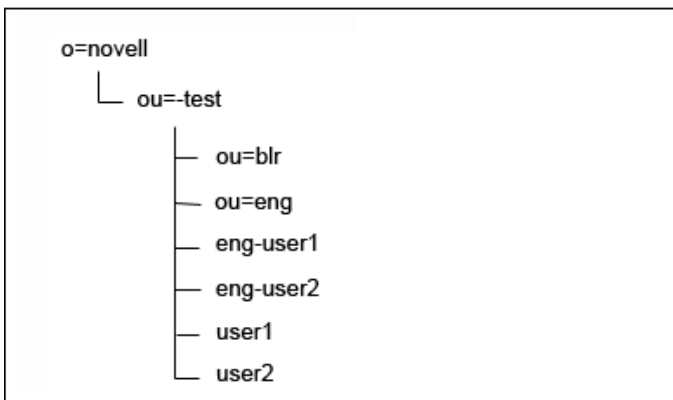 o=novell
ou=-test
ou=blr
ou=eng
eng-user1
eng-user2
user1
user2